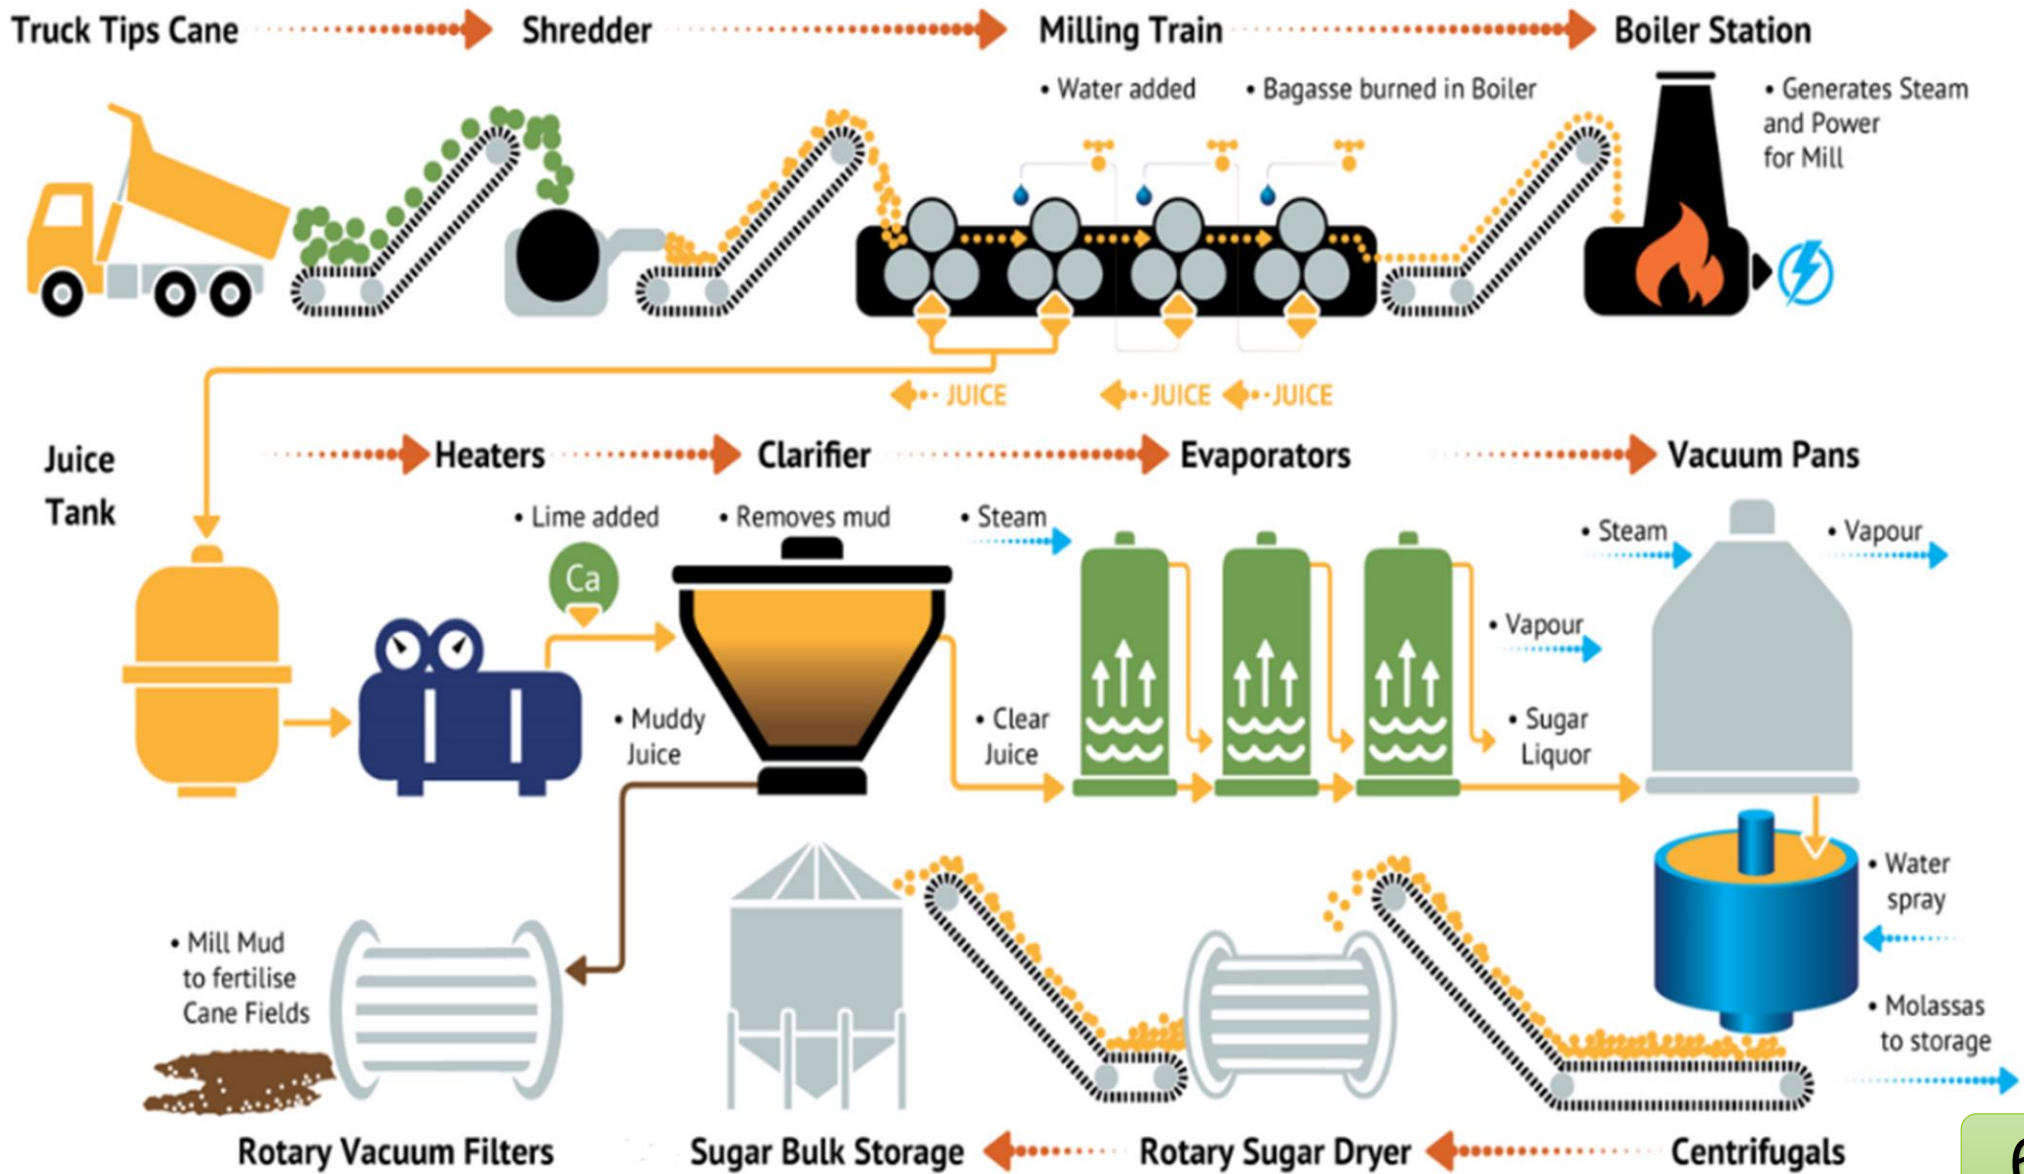 Truck Tips Cane
Shredder
Milling Train
Boiler Station
• Water added
• Bagasse burned in Boiler
• Generates Steam
and Power
for Mill
JUICE
JUICE
JUICE
Juice
Tank
Heaters
Clarifier
Evaporators
Vacuum Pans
• Lime added
• Removes mud
• Steam
• Steam
• Vapour
Ca
• Vapour
• Muddy
Juice
• Clear
Juice
• Sugar
Liquor
• Water
spray
• Mill Mud
to fertilise
Cane Fields
• Molassas
to storage
Rotary Vacuum Filters
Sugar Bulk Storage
Rotary Sugar Dryer
Centrifugals